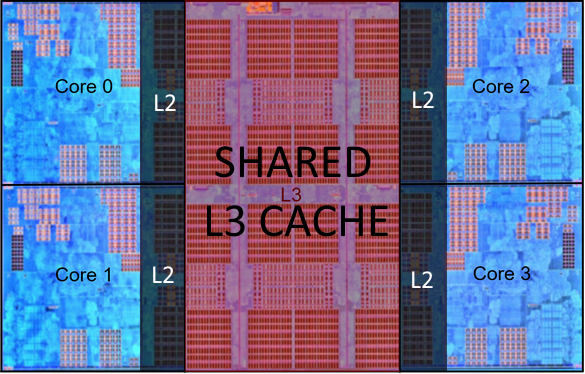 Core 0
L2
L2
Core 2
SHARED
L3
L3 CACHE
Core 1
L2
L2
Core 3